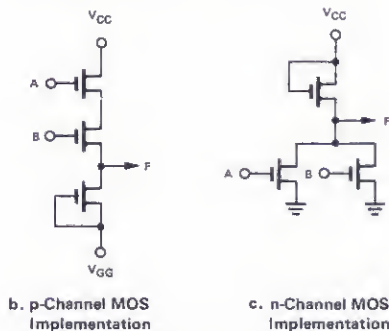 VCC
A
B
F
VGG
b. p-Channel MOS
Implementation
VCC
F
A
B
c. n-Channel MOS
Implementation